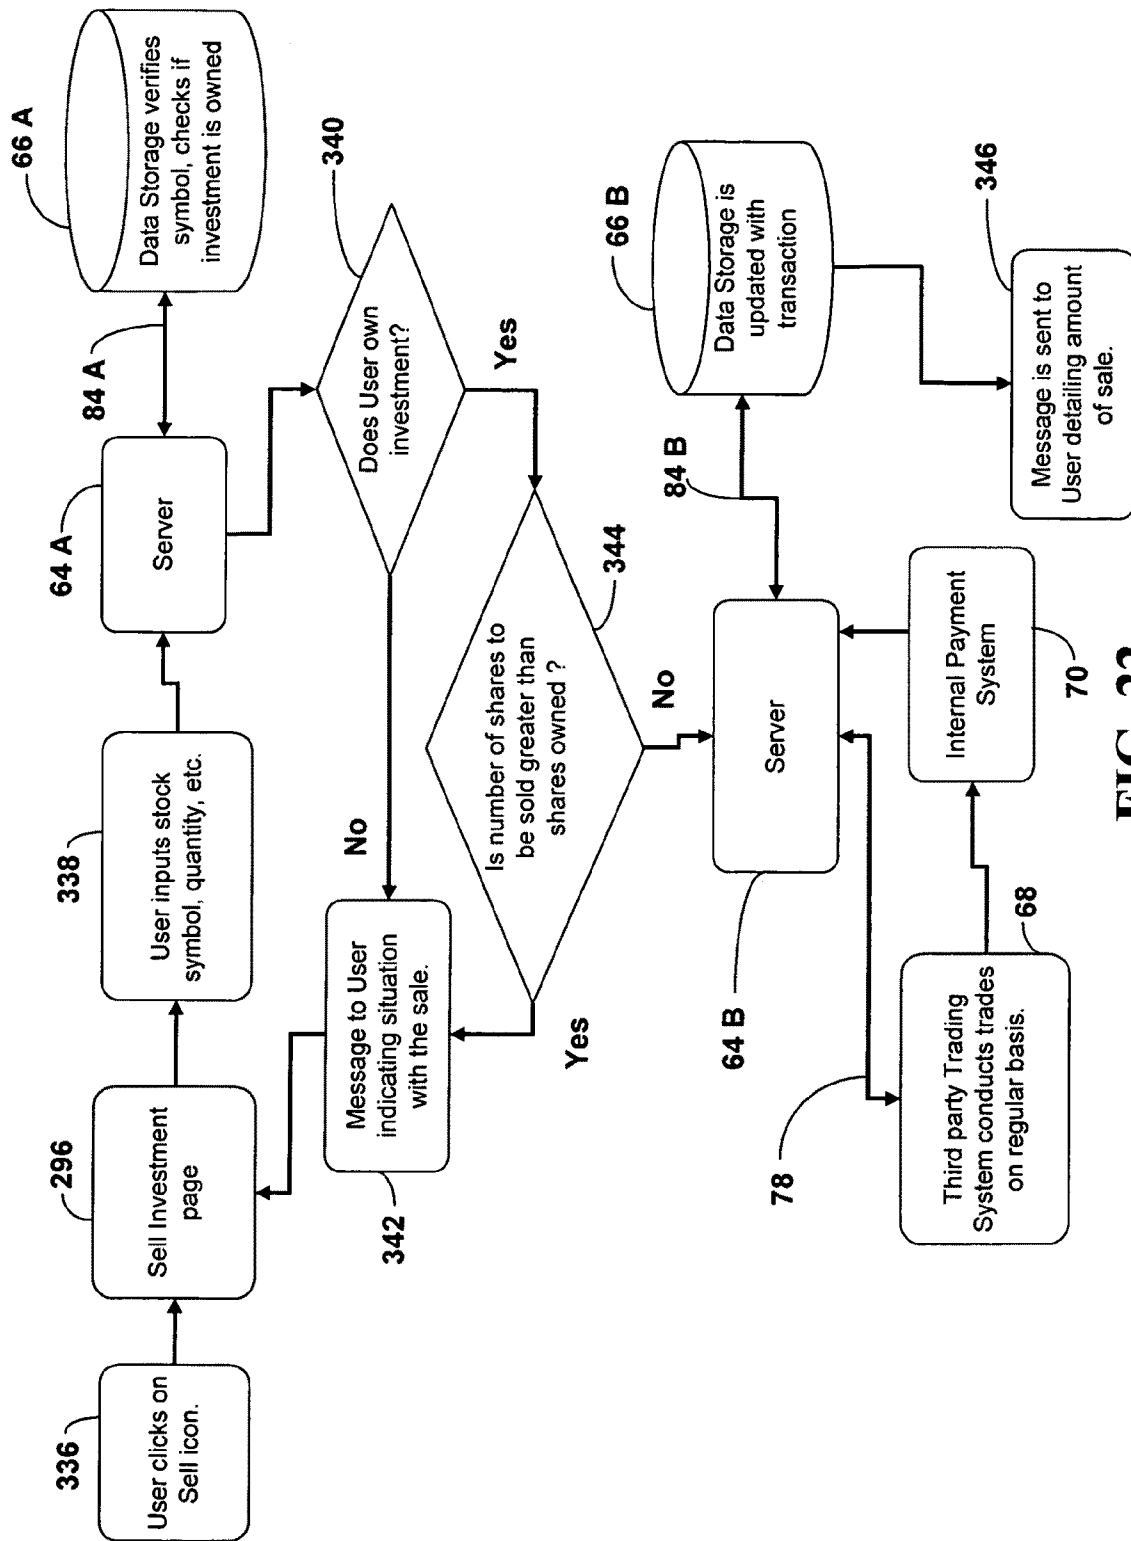 336
User clicks on
Sell icon.
296
Sell Investment
page
338
User inputs stock
symbol, quantity, etc.
64 A
Server
84 A
66 A
Data Storage verifies
symbol, checks if
investment is owned
340
Does User own
investment?
No
Yes
342
Message to User
indicating situation
with the sale.
344
Is number of shares to
be sold greater than
shares owned ?
Yes
No
64 B
Server
84 B
66 B
Data Storage is
updated with
transaction
346
Message is sent to
User detailing amount
of sale.
78
68
Third party Trading
System conducts trades
on regular basis.
70
Internal Payment
System
FIG.